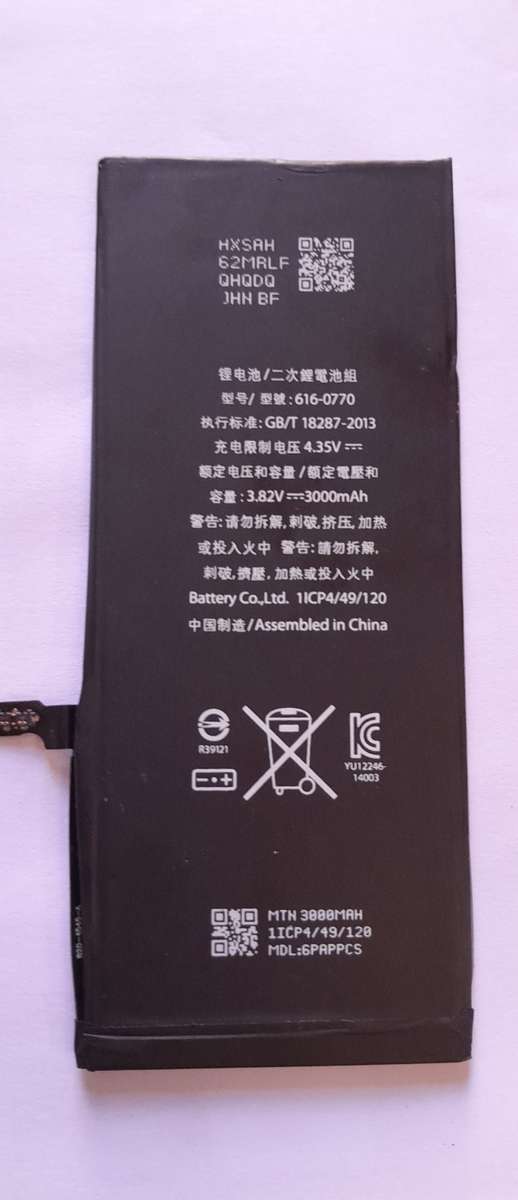 HXSAH
62MRLF
QHQDQ
JHN BF
锂电池/二次鋰電池組
型号/ 型號:616-0770
执行标准: GB/T 18287-2013
充电限制电压 4.35V⎓
额定电压和容量/額定電壓和
容量:3.82V⎓3000mAh
警告:请勿拆解,刺破,挤压,加热
或投入火中 警告:請勿拆解,
刺破,擠壓,加熱或投入火中
Battery Co.,Ltd. 1ICP4/49/120
中国制造/Assembled in China
R39121
YU12246-
14003
MTN 3000MAH
1ICP4/49/120
MDL:6PAPPCS